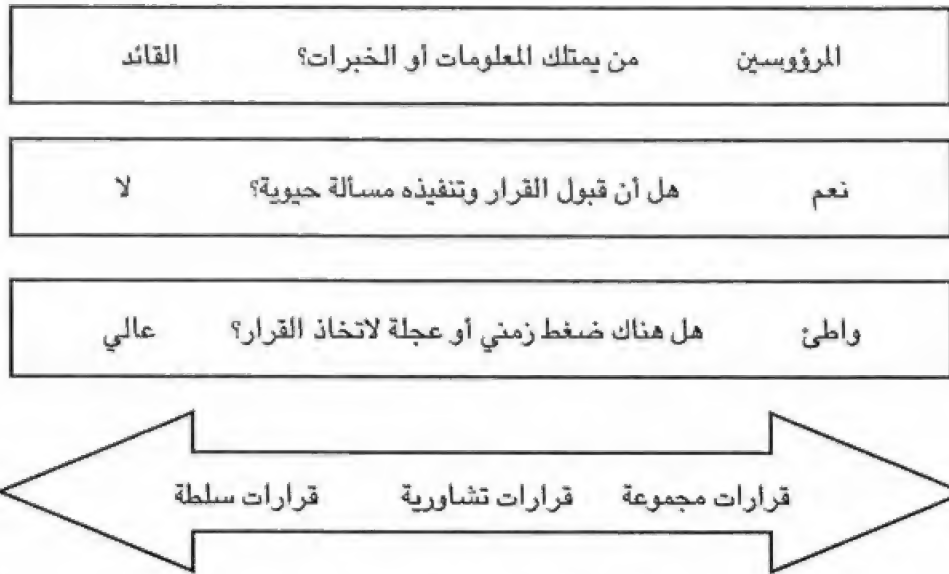 المرؤوسين من يمتلك المعلومات أو الخبرات؟ القائد
نعم هل أن قبول القرار وتنفيذه مسألة حيوية؟ لا
واطئ هل هناك ضغط زمني أو عجلة لاتخاذ القرار؟ عالي
قرارات مجموعة قرارات تشاورية قرارات سلطة